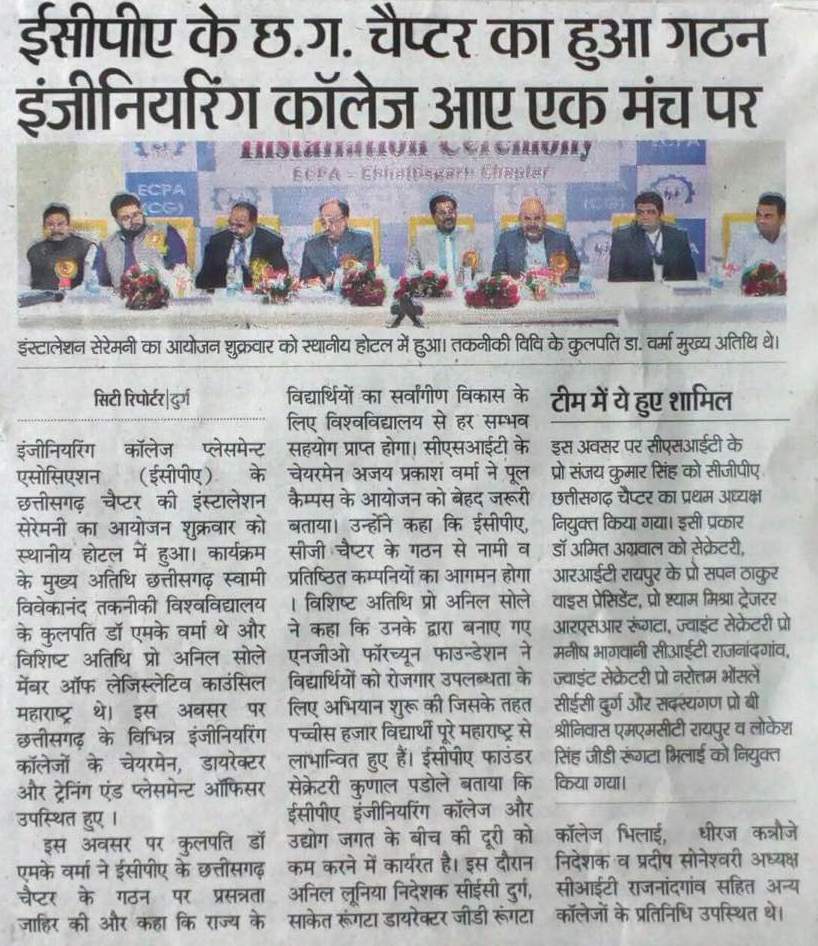 ईसीपीए के छ.ग. चैप्टर का हुआ गठन
इंजीनियरिंग कॉलेज आए एक मंच पर
Installation Ceremony
ECPA - Chhattisgarh Chapter
ECPA
(CG)
ECPA
(CG)
इंस्टालेशन सेरेमनी का आयोजन शुक्रवार को स्थानीय होटल में हुआ। तकनीकी विवि के कुलपति डा. वर्मा मुख्य अतिथि थे।
सिटी रिपोर्टर|दुर्ग
इंजीनियरिंग कॉलेज प्लेसमेन्ट
एसोसिएशन (ईसीपीए) के
छत्तीसगढ़ चैप्टर की इंस्टालेशन
सेरेमनी का आयोजन शुक्रवार को
स्थानीय होटल में हुआ। कार्यक्रम
के मुख्य अतिथि छत्तीसगढ़ स्वामी
विवेकानंद तकनीकी विश्वविद्यालय
के कुलपति डॉ एमके वर्मा थे और
विशिष्ट अतिथि प्रो अनिल सोले
मेंबर ऑफ लेजिस्लेटिव काउंसिल
महाराष्ट्र थे। इस अवसर पर
छत्तीसगढ़ के विभिन्न इंजीनियरिंग
कॉलेजों के चेयरमेन, डायरेक्टर
और ट्रेनिंग एंड प्लेसमेन्ट ऑफिसर
उपस्थित हुए ।
इस अवसर पर कुलपति डॉ
एमके वर्मा ने ईसीपीए के छत्तीसगढ़
चैप्टर के गठन पर प्रसन्नता
जाहिर की और कहा कि राज्य के
विद्यार्थियों का सर्वांगीण विकास के
लिए विश्वविद्यालय से हर सम्भव
सहयोग प्राप्त होगा। सीएसआईटी के
चेयरमेन अजय प्रकाश वर्मा ने पूल
कैम्पस के आयोजन को बेहद जरूरी
बताया। उन्होंने कहा कि ईसीपीए,
सीजी चैप्टर के गठन से नामी व
प्रतिष्ठित कम्पनियों का आगमन होगा
। विशिष्ट अतिथि प्रो अनिल सोले
ने कहा कि उनके द्वारा बनाए गए
एनजीओ फॉरच्यून फाउन्डेशन ने
विद्यार्थियों को रोजगार उपलब्धता के
लिए अभियान शुरू की जिसके तहत
पच्चीस हजार विद्यार्थी पूरे महाराष्ट्र से
लाभान्वित हुए हैं। ईसीपीए फाउंडर
सेक्रेटरी कुणाल पडोले बताया कि
ईसीपीए इंजीनियरिंग कॉलेज और
उद्योग जगत के बीच की दूरी को
कम करने में कार्यरत है। इस दौरान
अनिल लूनिया निदेशक सीईसी दुर्ग,
साकेत रूंगटा डायरेक्टर जीडी रूंगटा
टीम में ये हुए शामिल
इस अवसर पर सीएसआईटी के
प्रो संजय कुमार सिंह को सीजीपीए
छत्तीसगढ़ चैप्टर का प्रथम अध्यक्ष
नियुक्त किया गया। इसी प्रकार
डॉ अमित अग्रवाल को सेक्रेटरी,
आरआईटी रायपुर के प्रो सपन ठाकुर
वाइस प्रेसिडेंट, प्रो श्याम मिश्रा ट्रेजरर
आरएसआर रूंगटा, ज्वाइंट सेक्रेटरी प्रो
मनीष भागवानी सीआईटी राजनांदगांव,
ज्वाइंट सेक्रेटरी प्रो नरोत्तम भोंसले
सीईसी दुर्ग और सदस्यगण प्रो बी
श्रीनिवास एमएमसीटी रायपुर व लोकेश
सिंह जीडी रूंगटा भिलाई को नियुक्त
किया गया।
कॉलेज भिलाई, धीरज कन्नौजे
निदेशक व प्रदीप सोनेश्वरी अध्यक्ष
सीआईटी राजनांदगांव सहित अन्य
कॉलेजों के प्रतिनिधि उपस्थित थे।